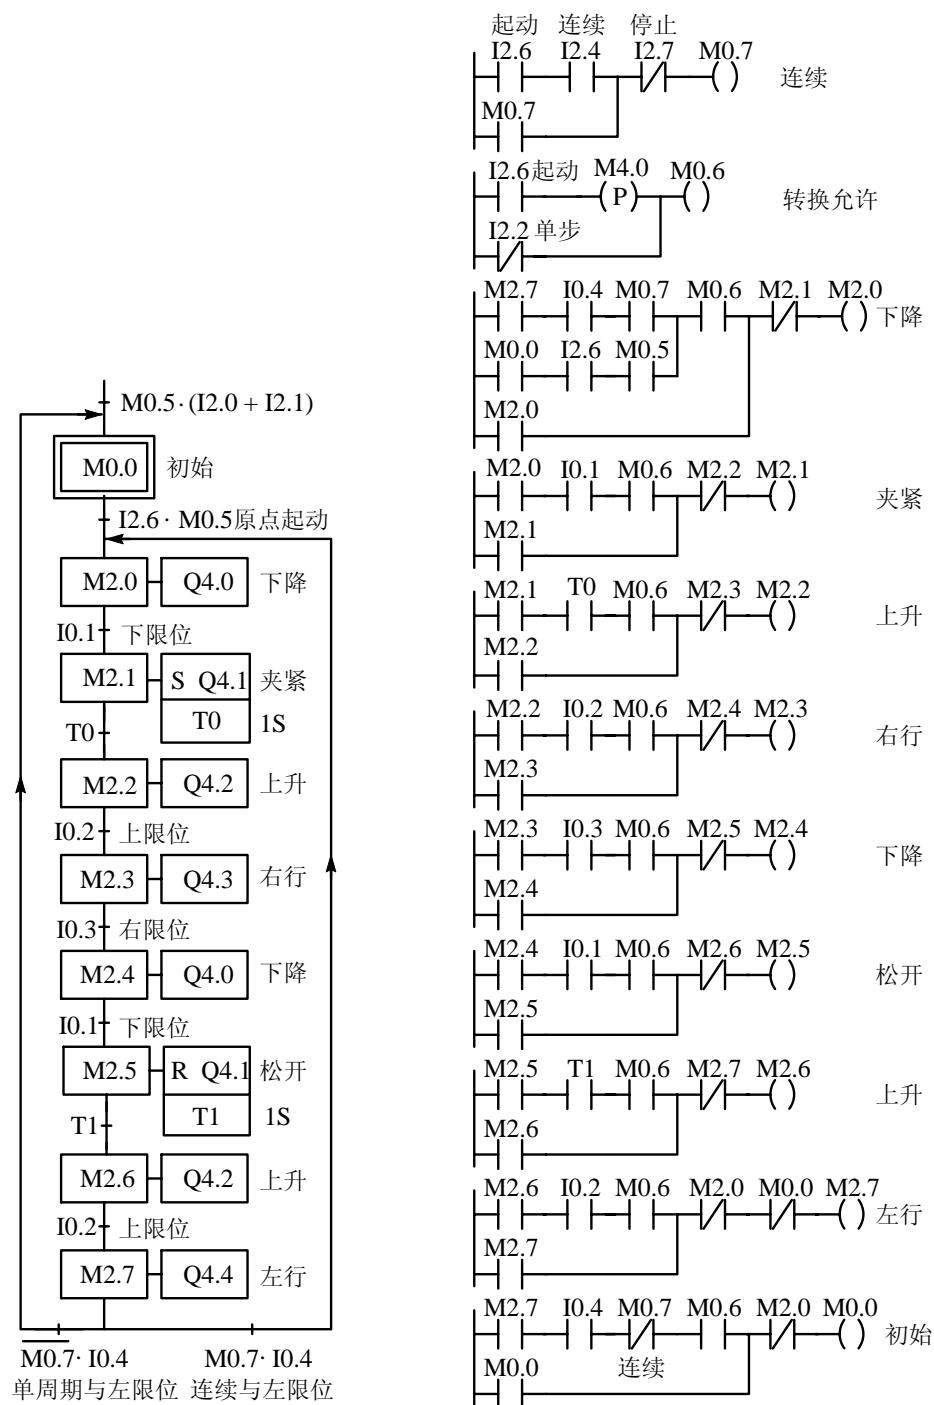 M0.5·(I2.0 + I2.1)
M0.0 初始
I2.6· M0.5原点起动
M2.0 Q4.0 下降
I0.1 下限位
M2.1 S Q4.1 夹紧
T0 1S
T0
M2.2 Q4.2 上升
I0.2 上限位
M2.3 Q4.3 右行
I0.3 右限位
M2.4 Q4.0 下降
I0.1 下限位
M2.5 R Q4.1 松开
T1 1S
T1
M2.6 Q4.2 上升
I0.2 上限位
M2.7 Q4.4 左行
M0.7· I0.4 M0.7· I0.4
单周期与左限位 连续与左限位
起动 连续 停止
I2.6 I2.4 I2.7 M0.7
连续
M0.7
I2.6起动 M4.0 M0.6
P 转换允许
I2.2 单步
M2.7 I0.4 M0.7 M0.6 M2.1 M2.0
下降
M0.0 I2.6 M0.5
M2.0
M2.0 I0.1 M0.6 M2.2 M2.1
夹紧
M2.1
M2.1 T0 M0.6 M2.3 M2.2
上升
M2.2
M2.2 I0.2 M0.6 M2.4 M2.3
右行
M2.3
M2.3 I0.3 M0.6 M2.5 M2.4
下降
M2.4
M2.4 I0.1 M0.6 M2.6 M2.5
松开
M2.5
M2.5 T1 M0.6 M2.7 M2.6
上升
M2.6
M2.6 I0.2 M0.6 M2.0 M0.0 M2.7
左行
M2.7
M2.7 I0.4 M0.7 M0.6 M2.0 M0.0
初始
M0.0 连续